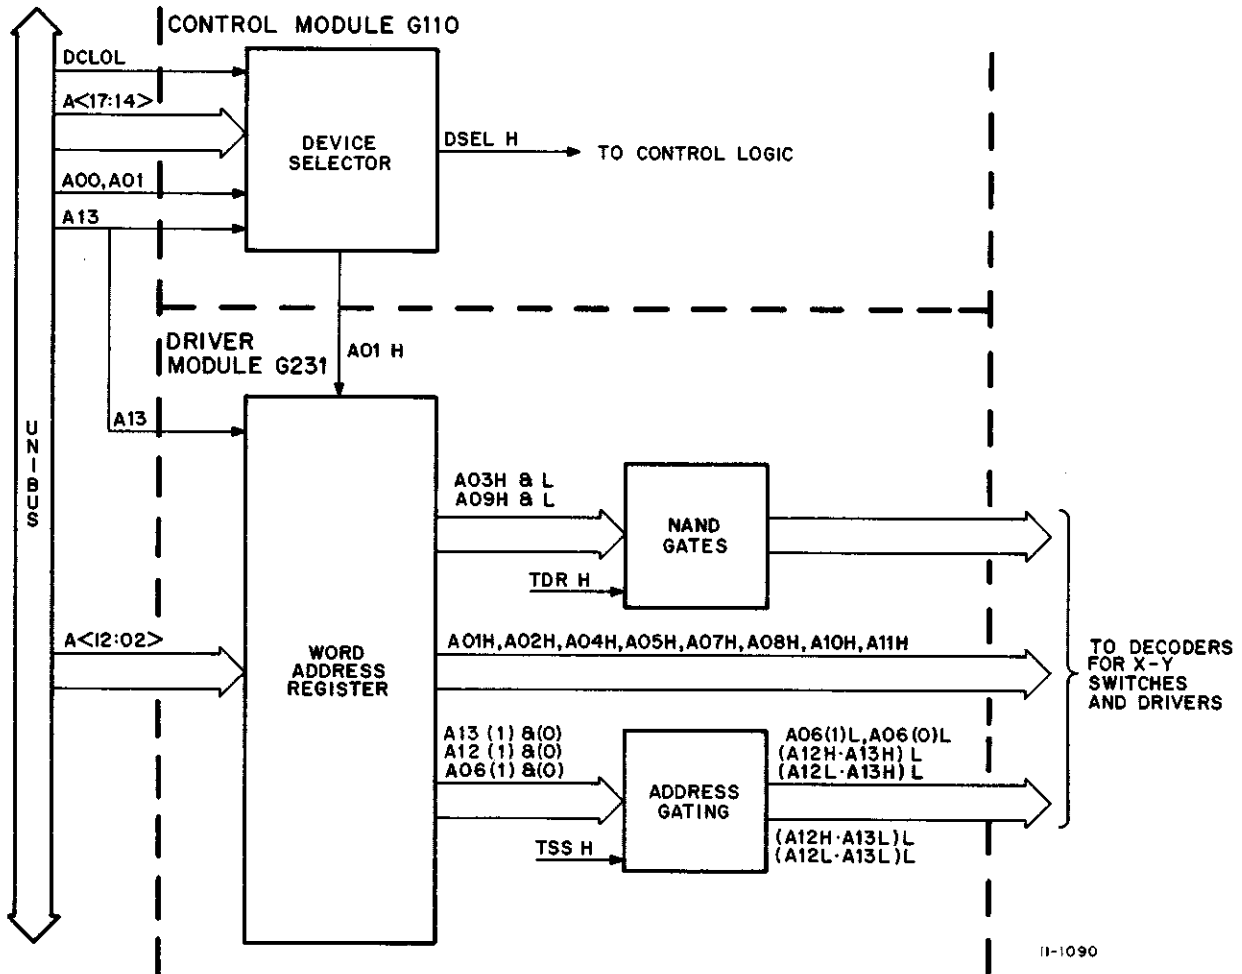 CONTROL MODULE G110
DCLOL
A<17:14>
DEVICE
SELECTOR
DSEL H
TO CONTROL LOGIC
A00,A01
A13
DRIVER
MODULE G231
A01 H
A13
UNIBUS
A03H & L
A09H & L
NAND
GATES
TDR H
A<12:02>
WORD
ADDRESS
REGISTER
A01H,A02H,A04H,A05H,A07H,A08H,A10H,A11H
TO DECODERS
FOR X-Y
SWITCHES
AND DRIVERS
A13 (1) &(0)
A12 (1) &(0)
A06(1) &(0)
ADDRESS
GATING
TSS H
A06(1)L,A06(0)L
(A12H·A13H) L
(A12L·A13H) L
(A12H·A13L)L
(A12L·A13L)L
11-1090